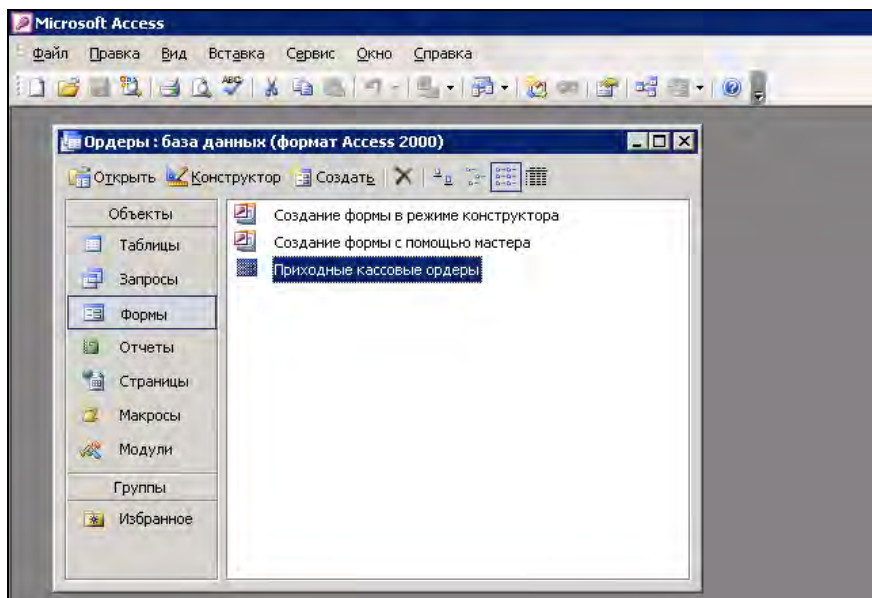 Microsoft Access
Файл Правка Вид Вставка Сервис Окно Справка
Ордеры : база данных (формат Access 2000)
Открыть Конструктор Создать
Объекты
Таблицы
Запросы
Формы
Отчеты
Страницы
Макросы
Модули
Группы
Избранное
Создание формы в режиме конструктора
Создание формы с помощью мастера
Приходные кассовые ордеры